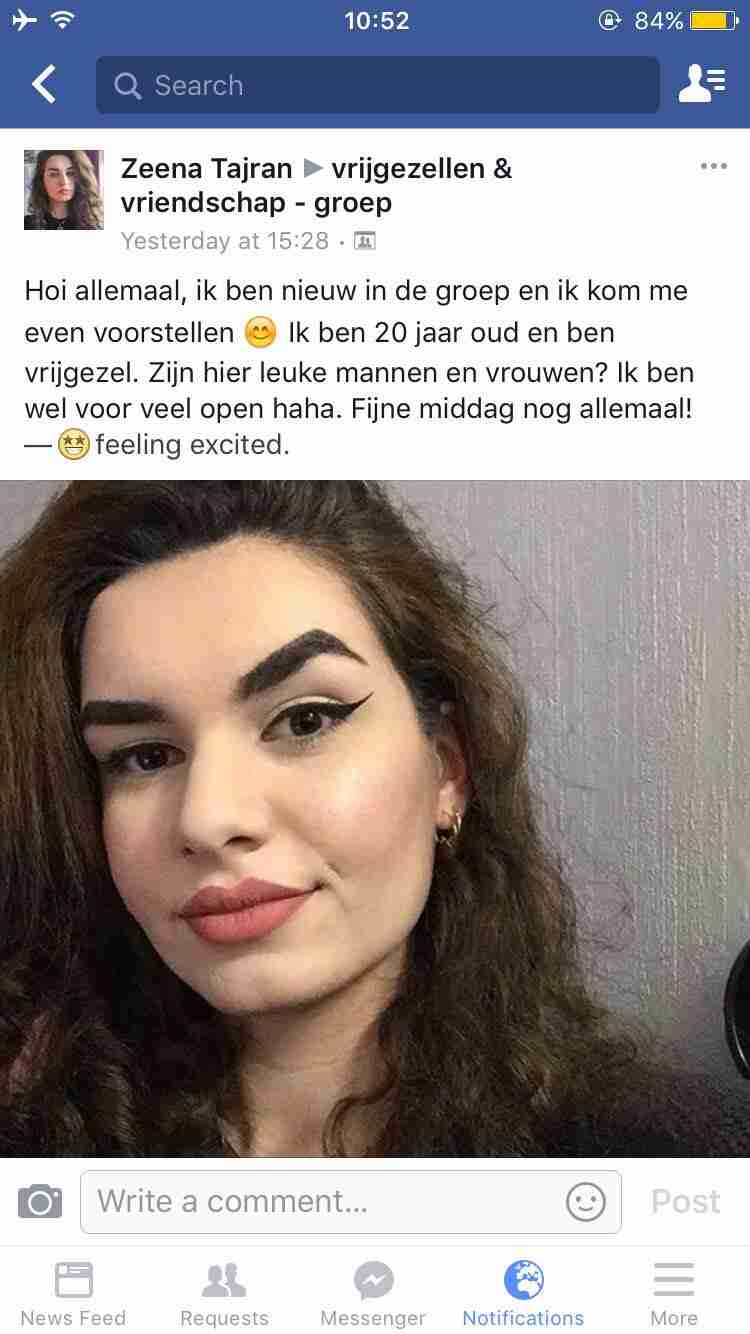 10:52
84%
Search
Zeena Tajran ▶ vrijgezellen &
vriendschap - groep
Yesterday at 15:28 ·
Hoi allemaal, ik ben nieuw in de groep en ik kom me
even voorstellen 😊 Ik ben 20 jaar oud en ben
vrijgezel. Zijn hier leuke mannen en vrouwen? Ik ben
wel voor veel open haha. Fijne middag nog allemaal!
— 🤩 feeling excited.
Write a comment...
Post
News Feed
Requests
Messenger
Notifications
More